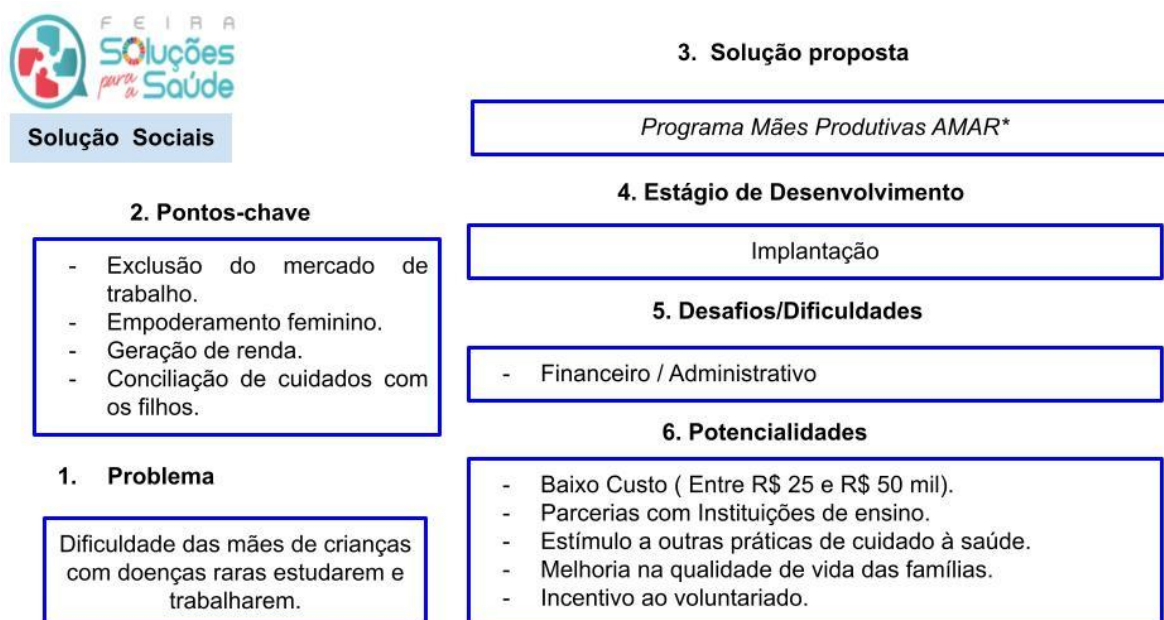 FEIRA
SOluções
para
a
Saúde
Solução Sociais
2. Pontos-chave
- Exclusão do mercado de
trabalho.
- Empoderamento feminino.
- Geração de renda.
- Conciliação de cuidados com
os filhos.
1. Problema
Dificuldade das mães de crianças
com doenças raras estudarem e
trabalharem.
3. Solução proposta
Programa Mães Produtivas AMAR*
4. Estágio de Desenvolvimento
Implantação
5. Desafios/Dificuldades
- Financeiro / Administrativo
6. Potencialidades
- Baixo Custo ( Entre R$ 25 e R$ 50 mil).
- Parcerias com Instituições de ensino.
- Estímulo a outras práticas de cuidado à saúde.
- Melhoria na qualidade de vida das famílias.
- Incentivo ao voluntariado.